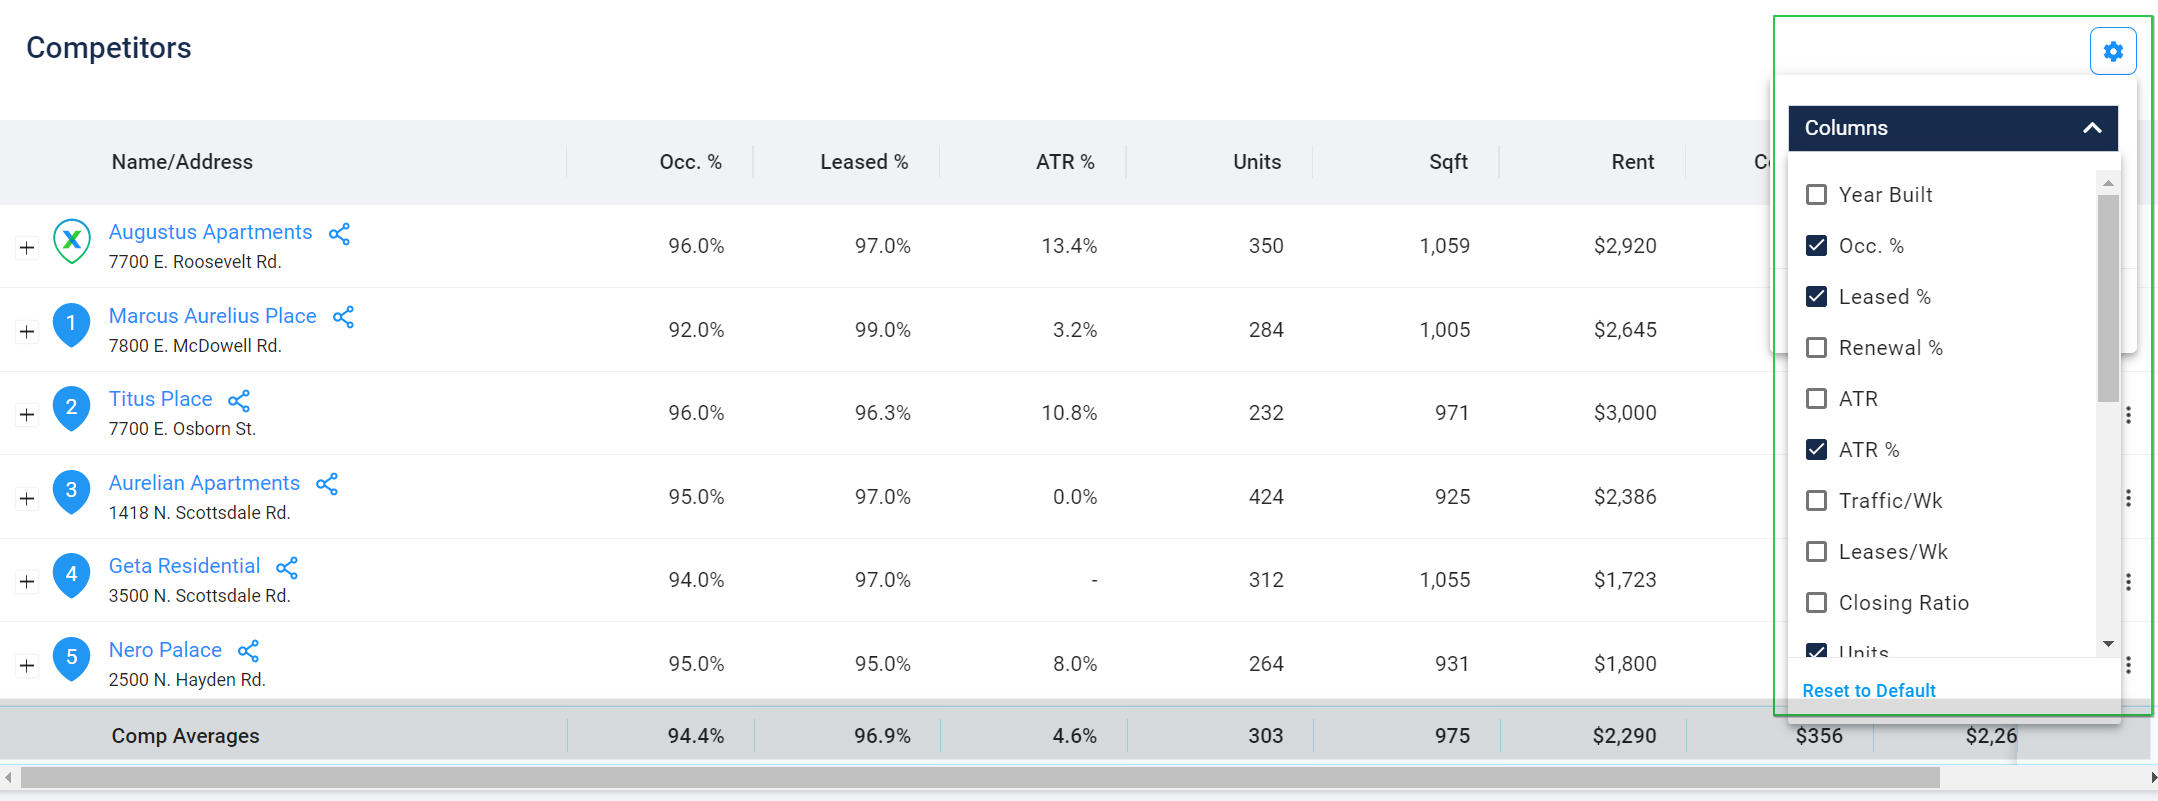 Competitors
Columns
Name/Address Occ. % Leased % ATR % Units Sqft Rent
Augustus Apartments
7700 E. Roosevelt Rd.
96.0% 97.0% 13.4% 350 1,059 $2,920
1 Marcus Aurelius Place
7800 E. McDowell Rd.
92.0% 99.0% 3.2% 284 1,005 $2,645
2 Titus Place
7700 E. Osborn St.
96.0% 96.3% 10.8% 232 971 $3,000
3 Aurelian Apartments
1418 N. Scottsdale Rd.
95.0% 97.0% 0.0% 424 925 $2,386
4 Geta Residential
3500 N. Scottsdale Rd.
94.0% 97.0% - 312 1,055 $1,723
5 Nero Palace
2500 N. Hayden Rd.
95.0% 95.0% 8.0% 264 931 $1,800
Comp Averages 94.4% 96.9% 4.6% 303 975 $2,290 $356 $2,26
Year Built
Occ. %
Leased %
Renewal %
ATR
ATR %
Traffic/Wk
Leases/Wk
Closing Ratio
Units
Reset to Default